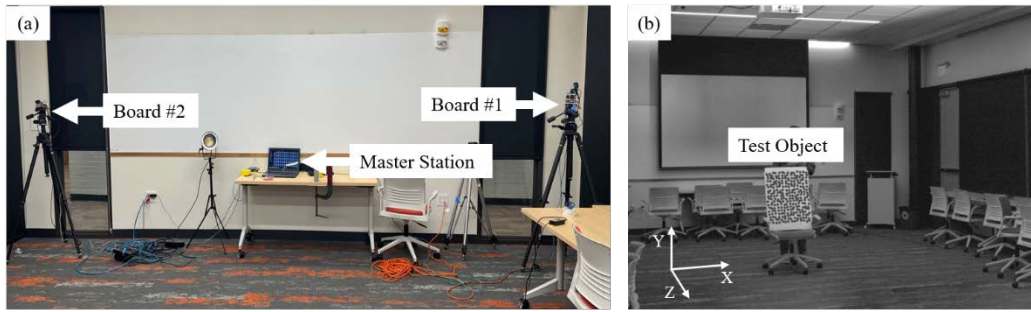 (a)
Board #2
Board #1
Master Station
(b)
Test Object
Y
X
Z